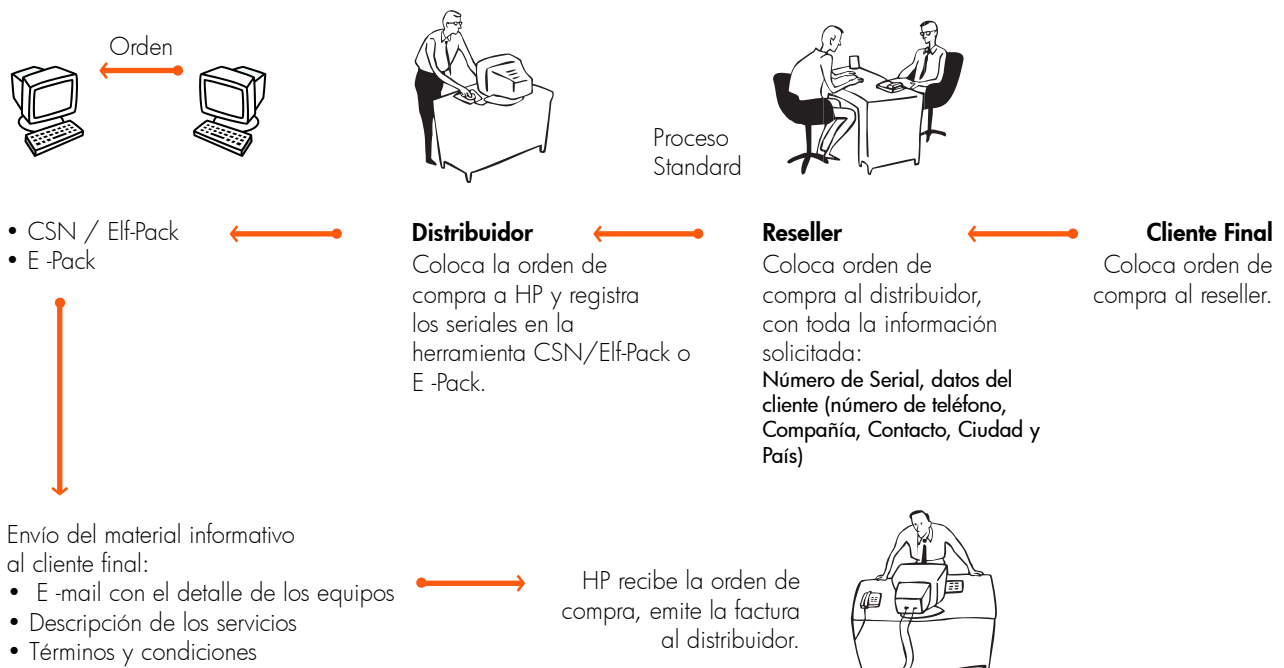 Orden
Proceso
Standard
• CSN / Elf-Pack
• E -Pack
Distribuidor
Coloca la orden de
compra a HP y registra
los seriales en la
herramienta CSN/Elf-Pack o
E -Pack.
Reseller
Coloca orden de
compra al distribuidor,
con toda la información
solicitada:
Número de Serial, datos del
cliente (número de teléfono,
Compañía, Contacto, Ciudad y
País)
Cliente Final
Coloca orden de
compra al reseller.
Envío del material informativo
al cliente final:
• E -mail con el detalle de los equipos
• Descripción de los servicios
• Términos y condiciones
HP recibe la orden de
compra, emite la factura
al distribuidor.